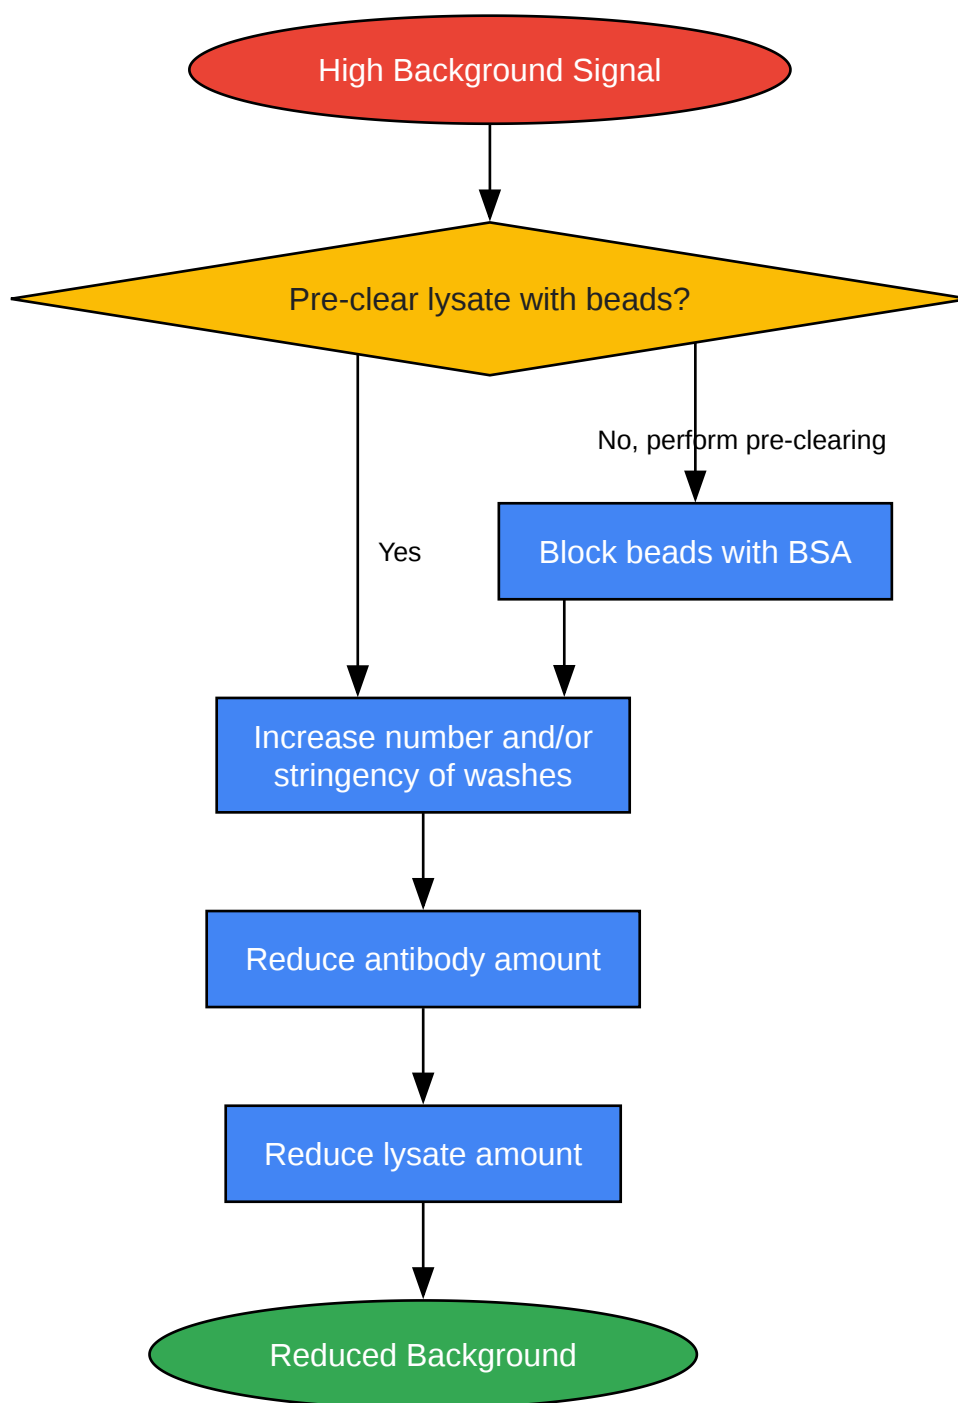 High Background Signal
Pre-clear lysate with beads?
No, perform pre-clearing
Yes
Block beads with BSA
Increase number and/or
stringency of washes
Reduce antibody amount
Reduce lysate amount
Reduced Background